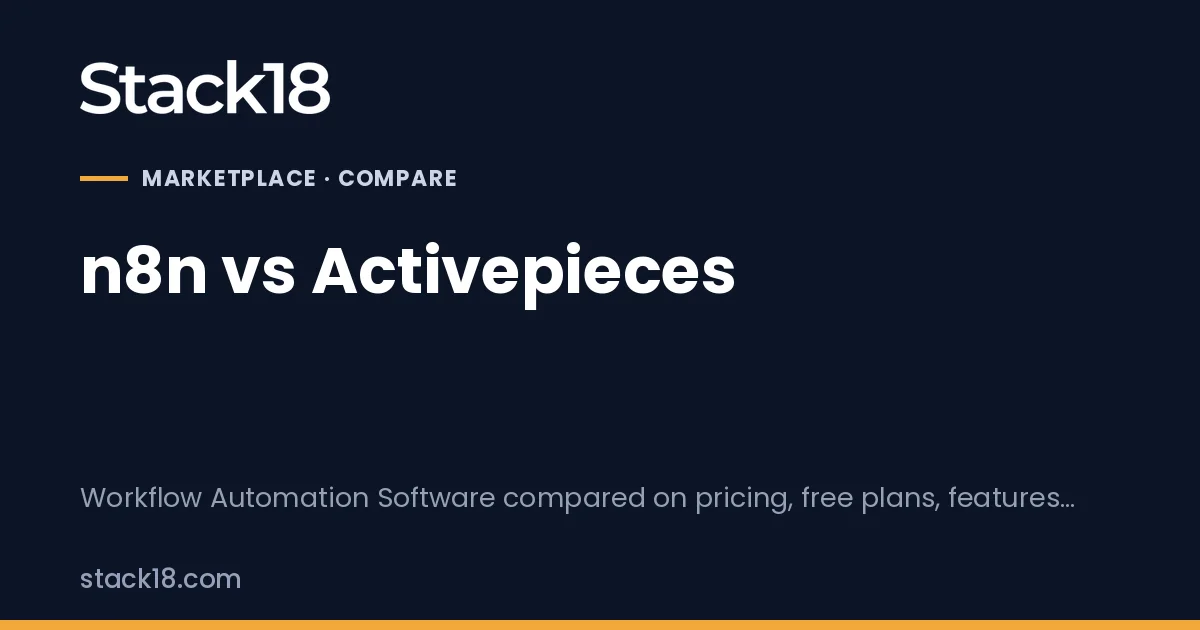 Stack18
MARKETPLACE · COMPARE
n8n vs Activepieces
Workflow Automation Software compared on pricing, free plans, features…
stack18.com